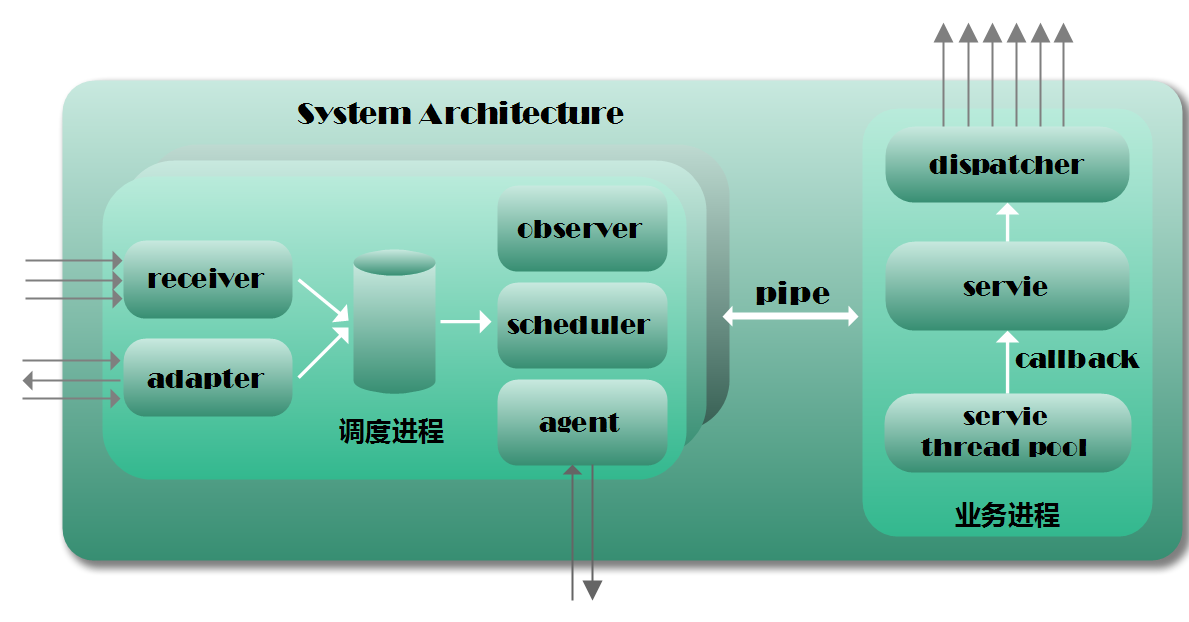 System Architecture
receiver
adapter
调度进程
observer
scheduler
agent
pipe
dispatcher
servie
callback
servie
thread pool
业务进程